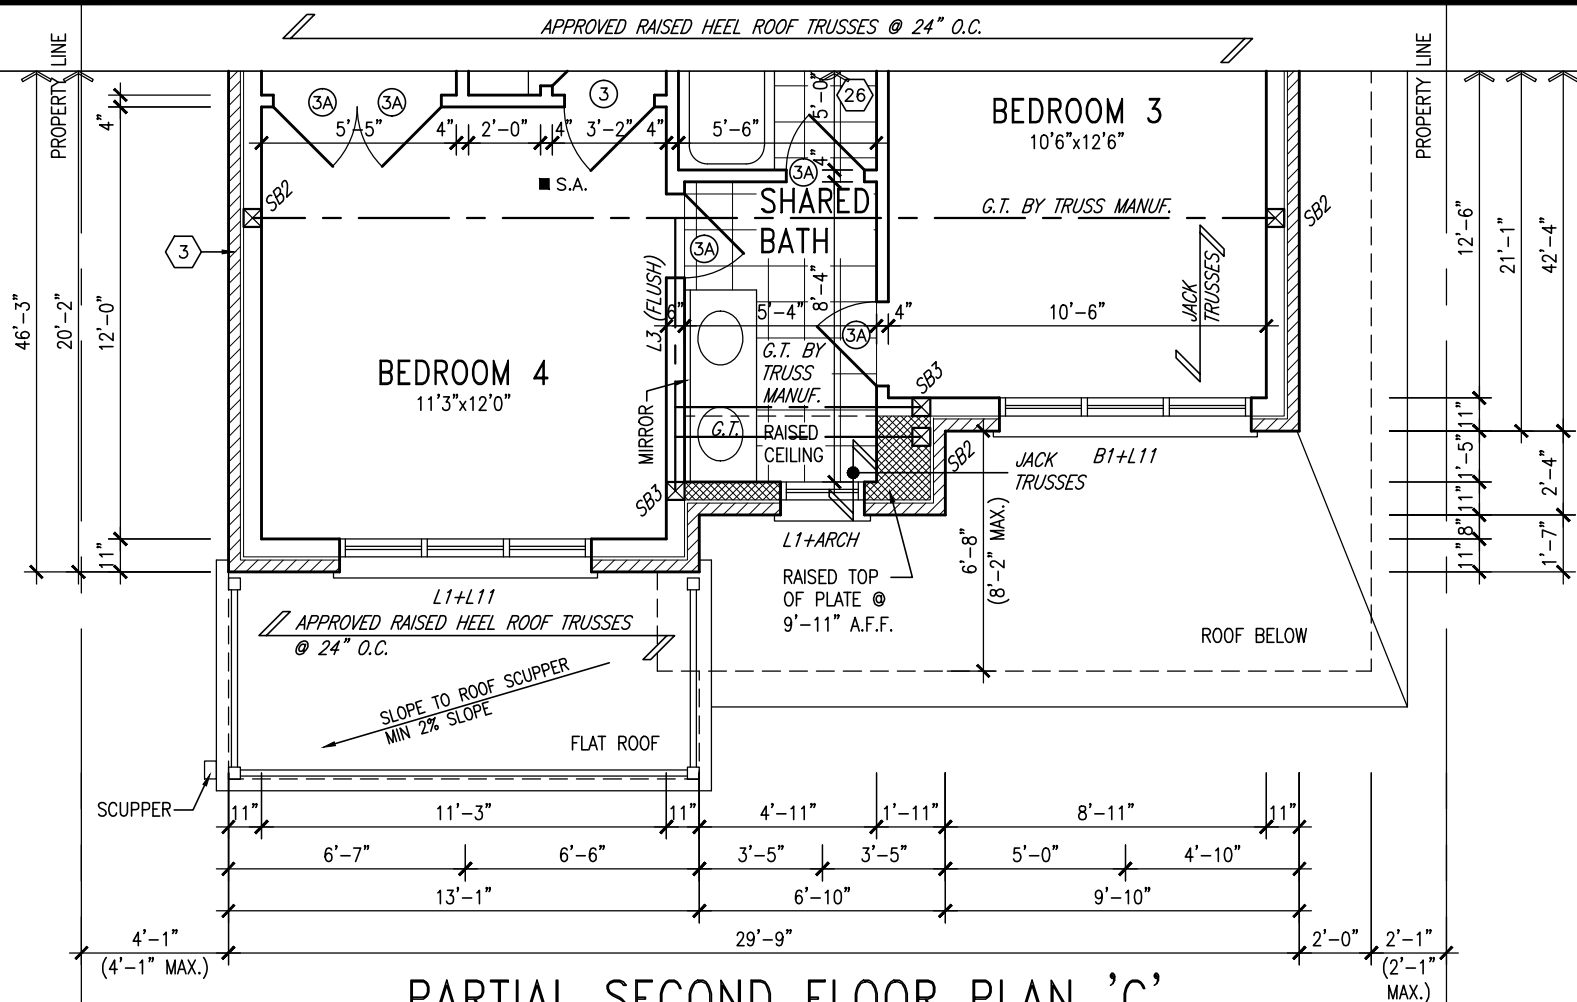 APPROVED RAISED HEEL ROOF TRUSSES @ 24" O.C.
PROPERTY LINE
PROPERTY LINE
3A
3A
3
26
5'-0"
BEDROOM 3
10'6"x12'6"
4"
5'-5"
4"
2'-0"
4"
3'-2"
4"
5'-6"
4"
3A
S.A.
SB2
SHARED
BATH
G.T. BY TRUSS MANUF.
SB2
3
3A
12'-6"
21'-1"
42'-4"
46'-3"
20'-2"
12'-0"
L3 (FLUSH)
8'-4"
JACK
TRUSSES
6"
5'-4"
4"
10'-6"
3A
BEDROOM 4
11'3"x12'0"
G.T. BY
TRUSS
MANUF.
SB3
MIRROR
G.T.
RAISED
CEILING
SB2
JACK
TRUSSES
B1+L11
11"
1'-5"
2'-4"
11"
8"
11"
1'-7"
SB3
11"
L1+ARCH
6'-8"
(8'-2" MAX.)
RAISED TOP
OF PLATE @
9'-11" A.F.F.
L1+L11
APPROVED RAISED HEEL ROOF TRUSSES
@ 24" O.C.
ROOF BELOW
SLOPE TO ROOF SCUPPER
MIN 2% SLOPE
FLAT ROOF
SCUPPER
11"
11'-3"
11"
4'-11"
1'-11"
8'-11"
11"
6'-7"
6'-6"
3'-5"
3'-5"
5'-0"
4'-10"
13'-1"
6'-10"
9'-10"
4'-1"
(4'-1" MAX.)
29'-9"
2'-0"
2'-1"
(2'-1"
MAX.)
PARTIAL SECOND FLOOR PLAN 'C'